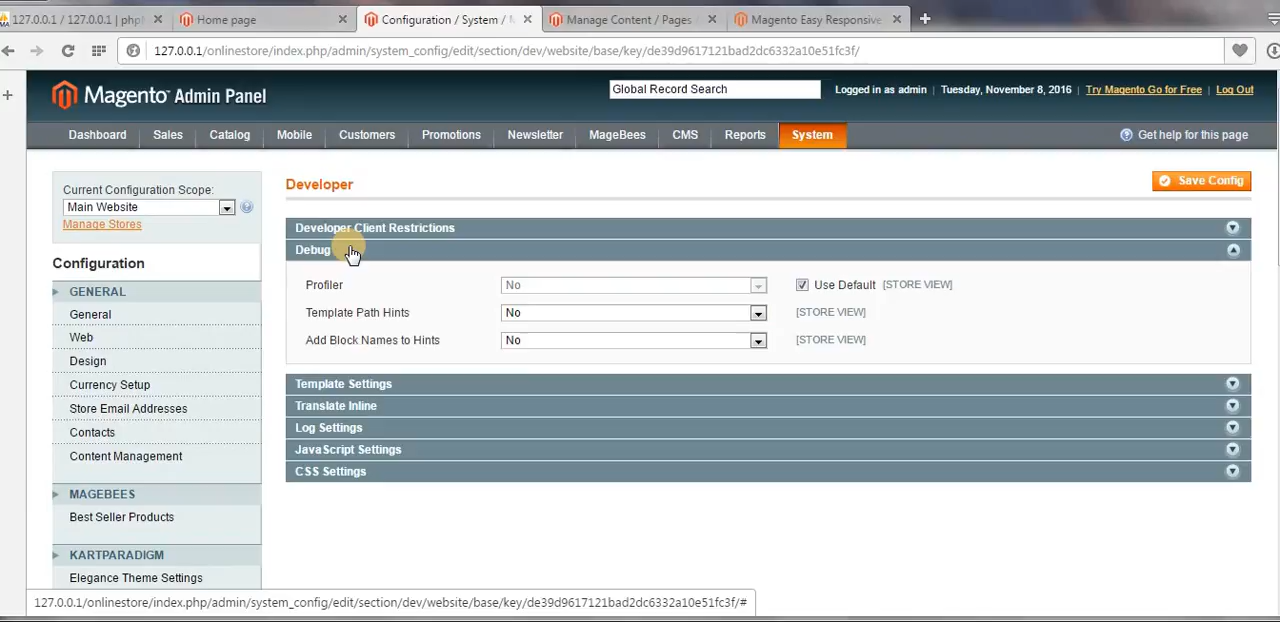 127.0.0.1 / 127.0.0.1 | php
Home page
Configuration / System /
Manage Content / Pages
Magento Easy Responsive
127.0.0.1/onlinestore/index.php/admin/system_config/edit/section/dev/website/base/key/de39d9617121bad2dc6332a10e51fc3f/
Magento Admin Panel
Global Record Search
Logged in as admin | Tuesday, November 8, 2016 | Try Magento Go for Free | Log Out
Dashboard Sales Catalog Mobile Customers Promotions Newsletter MageBees CMS Reports System
Get help for this page
Current Configuration Scope:
Main Website
Manage Stores
Configuration
GENERAL
General
Web
Design
Currency Setup
Store Email Addresses
Contacts
Content Management
MAGEBEES
Best Seller Products
KARTPARADIGM
Elegance Theme Settings
Developer
Save Config
Developer Client Restrictions
Debug
Profiler No Use Default [STORE VIEW]
Template Path Hints No [STORE VIEW]
Add Block Names to Hints No [STORE VIEW]
Template Settings
Translate Inline
Log Settings
JavaScript Settings
CSS Settings
127.0.0.1/onlinestore/index.php/admin/system_config/edit/section/dev/website/base/key/de39d9617121bad2dc6332a10e51fc3f/#